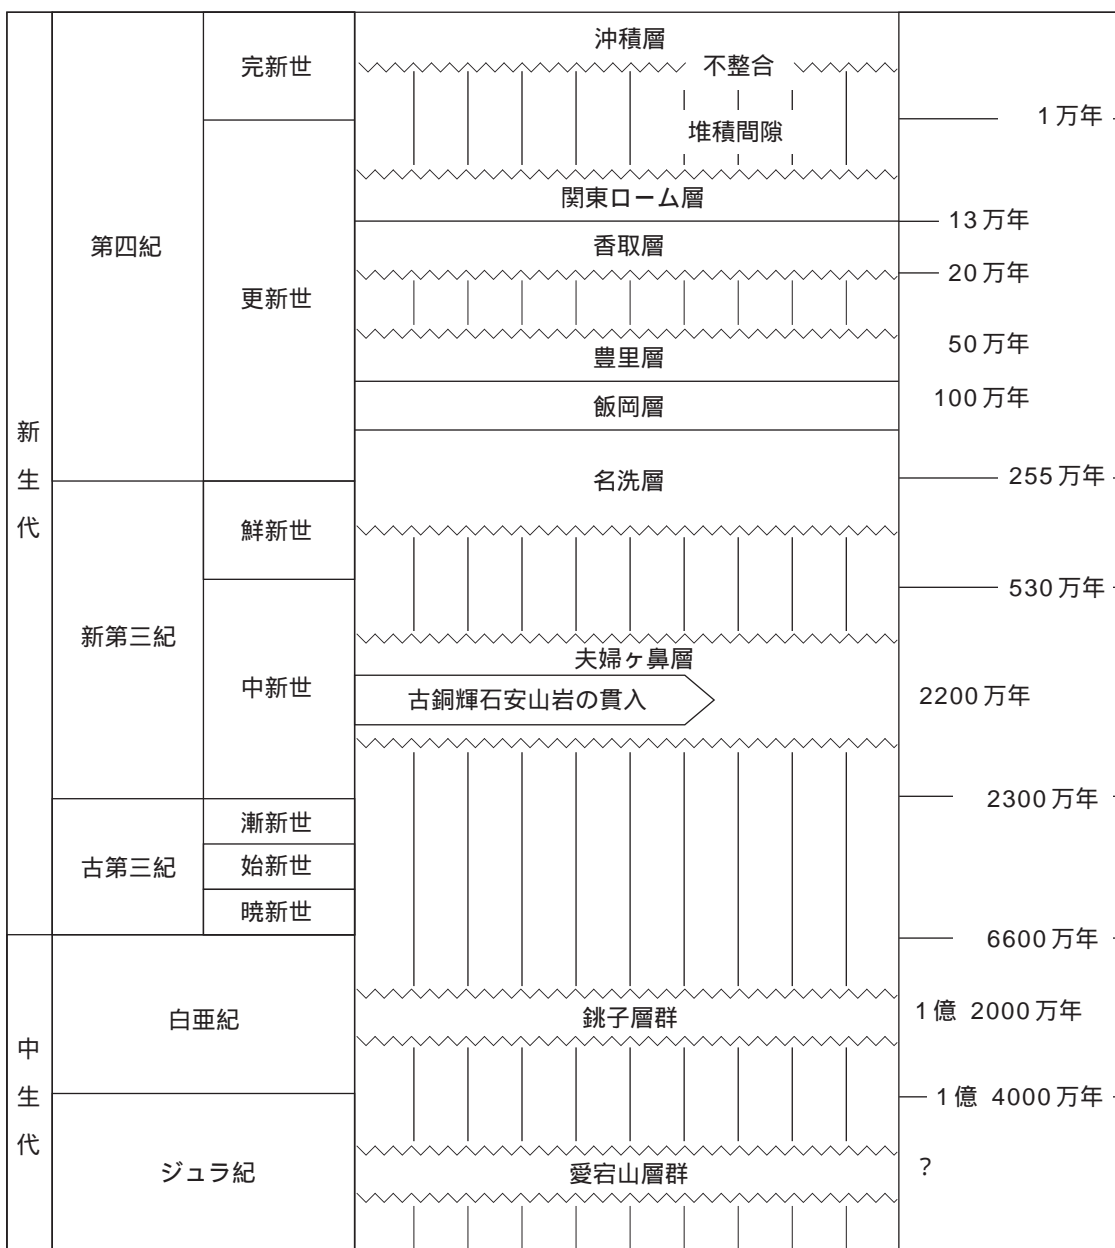 沖積層
完新世
不整合
1万年
堆積間隙
関東ローム層
13万年
第四紀
香取層
20万年
更新世
50万年
豊里層
100万年
飯岡層
新生代
名洗層
255万年
鮮新世
530万年
新第三紀
夫婦ヶ鼻層
中新世
古銅輝石安山岩の貫入
2200万年
2300万年
漸新世
古第三紀
始新世
暁新世
6600万年
白亜紀
銚子層群
1億 2000万年
中生代
1億 4000万年
ジュラ紀
愛宕山層群
?